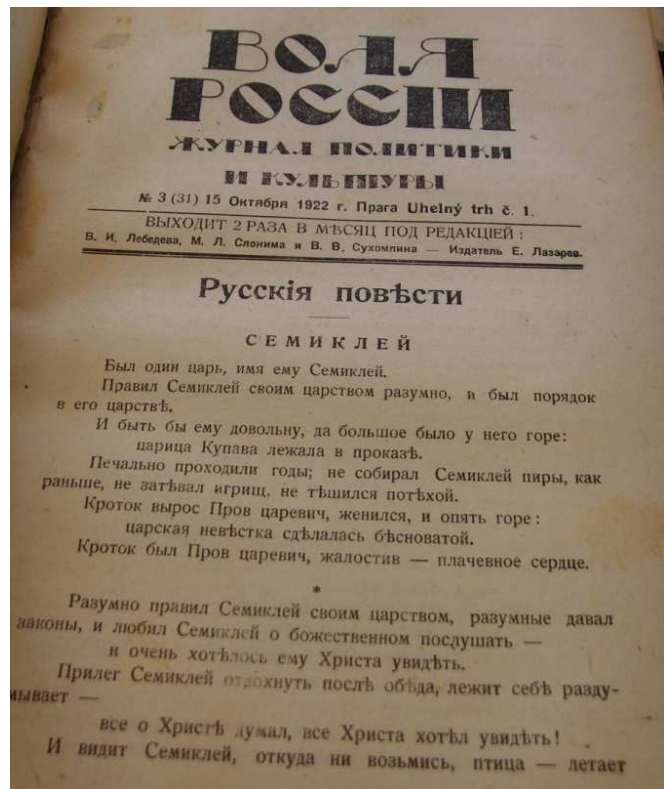 ВОЛЯ
РОССІИ
ЖУРНАЛ ПОЛИТИКИ
И КУЛЬТУРЫ
№ 3 (31) 15 Октября 1922 г. Прага Uhelný trh č. 1.
ВЫХОДИТ 2 РАЗА В МѢСЯЦ ПОД РЕДАКЦІЕЙ:
В. И. Лебедева, М. Л. Слонима и В. В. Сухомлина — Издатель Е. Лазарев.
Русскія повѣсти
СЕМИКЛЕЙ
Был один царь, имя ему Семиклей.
Правил Семиклей своим царством разумно, и был порядок
в его царствѣ.
И быть бы ему довольну, да большое было у него горе:
царица Купава лежала в проказѣ.
Печально проходили годы; не собирал Семиклей пиры, как
раньше, не затѣвал игрищ, не тѣшился потѣхой.
Кроток вырос Пров царевич, женился, и опять горе:
царская невѣстка сдѣлалась бѣсноватой.
Кроток был Пров царевич, жалостив — плачевное сердце.
*
Разумно правил Семиклей своим царством, разумные давал
законы, и любил Семиклей о божественном послушать —
и очень хотѣлось ему Христа увидѣть.
Прилег Семиклей отдохнуть послѣ обѣда, лежит себѣ разду-
мывает —
все о Христѣ думал, все Христа хотѣл увидѣть!
И видит Семиклей, откуда ни возьмись, птица — летает